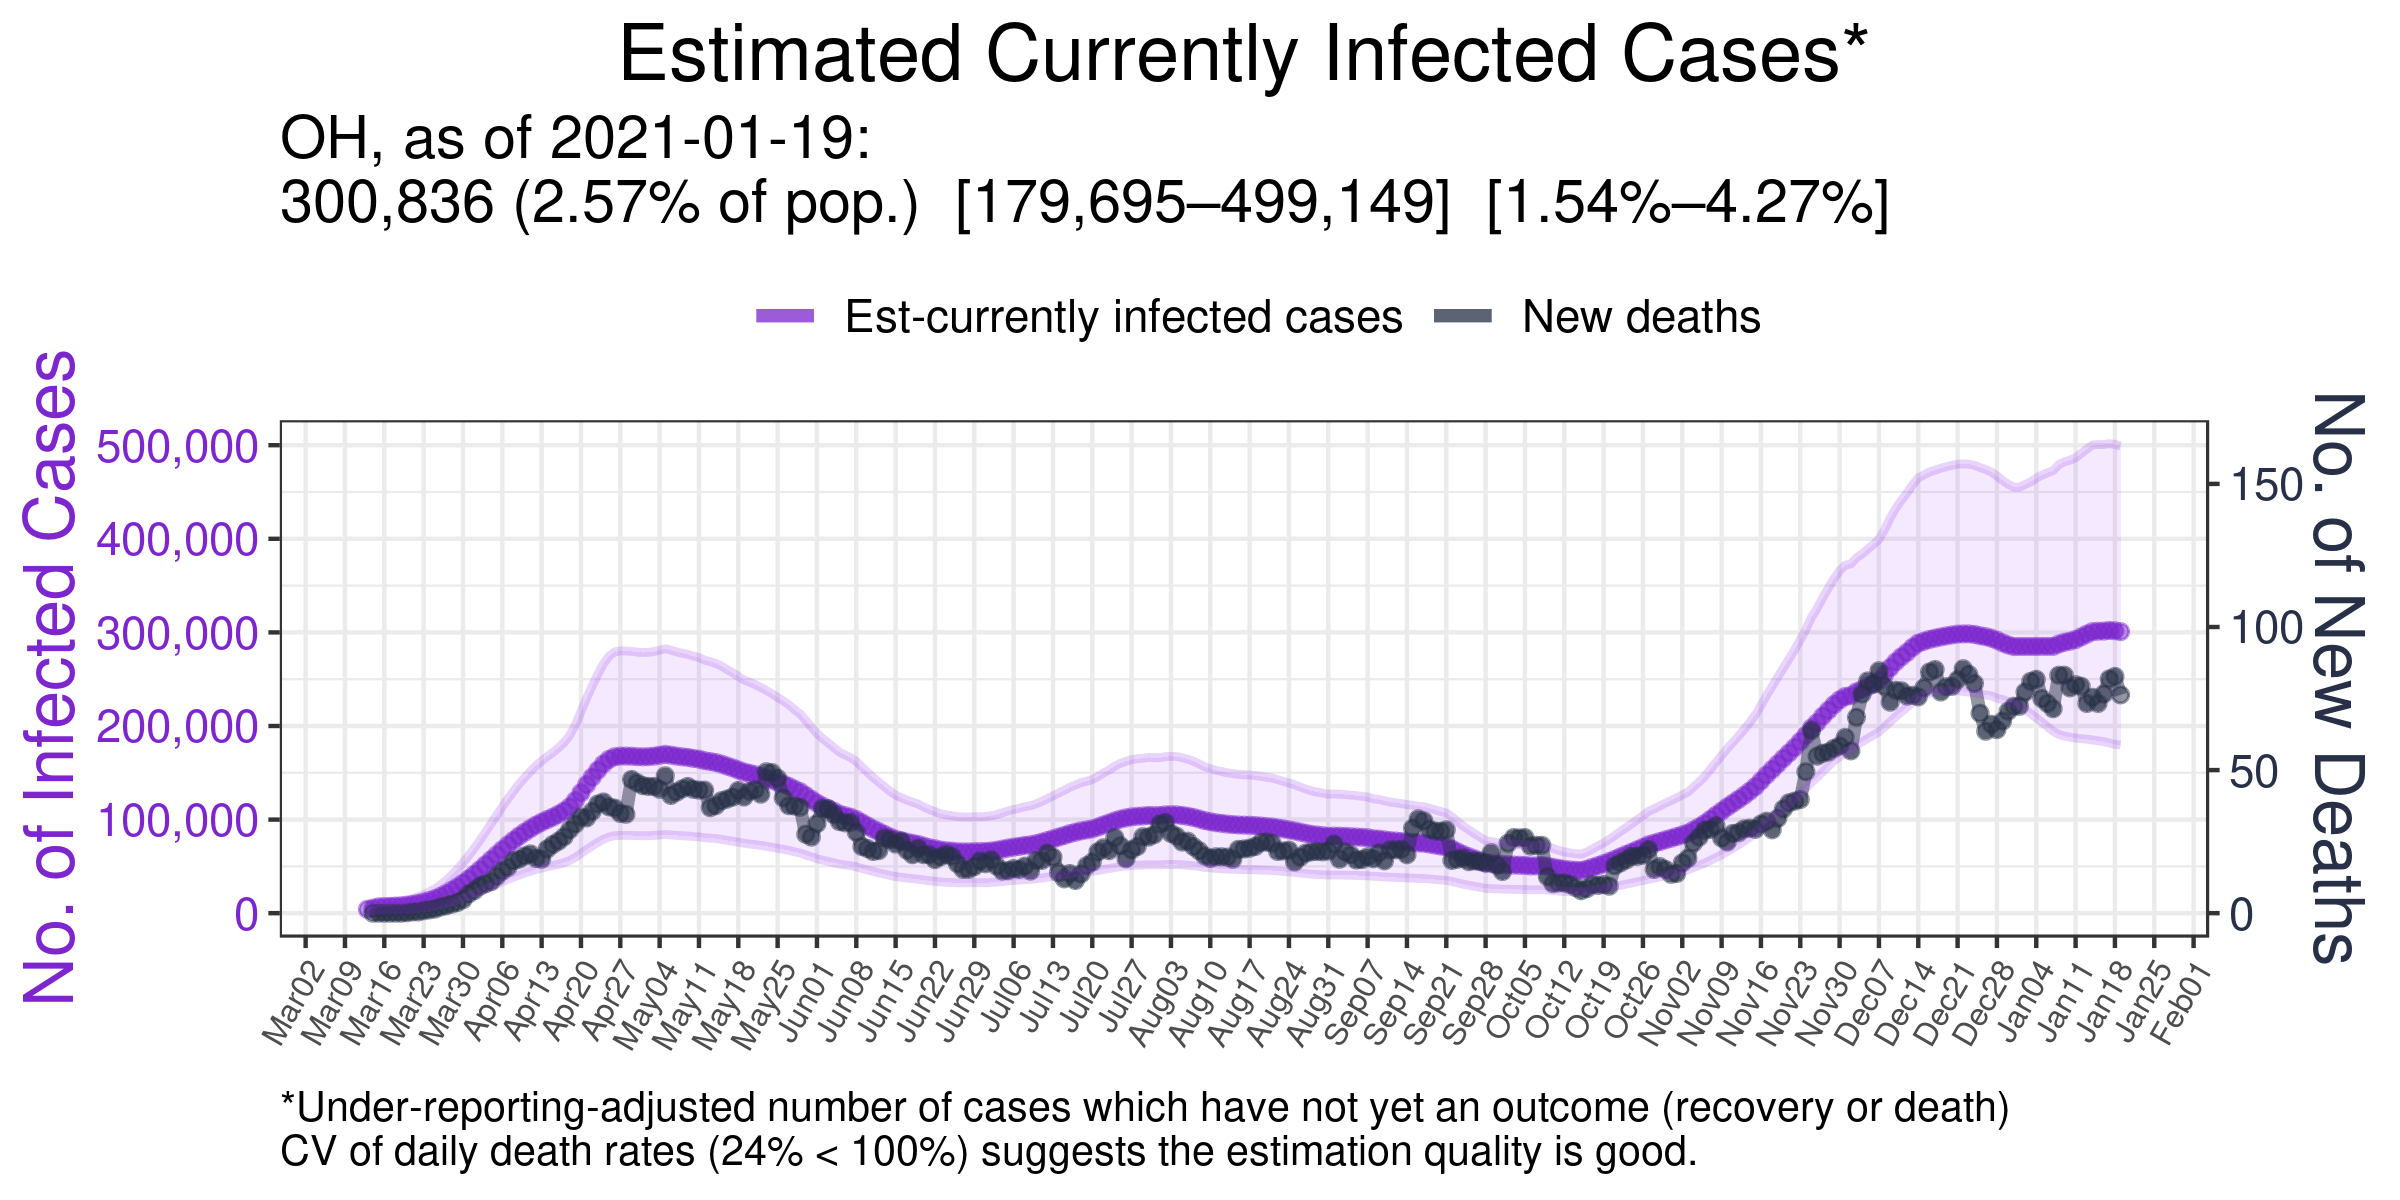 Estimated Currently Infected Cases*
OH, as of 2021-01-19:
300,836 (2.57% of pop.) [179,695–499,149] [1.54%–4.27%]
Est-currently infected cases
New deaths
No. of Infected Cases
500,000
400,000
300,000
200,000
100,000
0
150
100
50
0
No. of New Deaths
Mar02
Mar09
Mar16
Mar23
Mar30
Apr06
Apr13
Apr20
Apr27
May04
May11
May18
May25
Jun01
Jun08
Jun15
Jun22
Jun29
Jul06
Jul13
Jul20
Jul27
Aug03
Aug10
Aug17
Aug24
Aug31
Sep07
Sep14
Sep21
Sep28
Oct05
Oct12
Oct19
Oct26
Nov02
Nov09
Nov16
Nov23
Nov30
Dec07
Dec14
Dec21
Dec28
Jan04
Jan11
Jan18
Jan25
Feb01
*Under-reporting-adjusted number of cases which have not yet an outcome (recovery or death)
CV of daily death rates (24% < 100%) suggests the estimation quality is good.